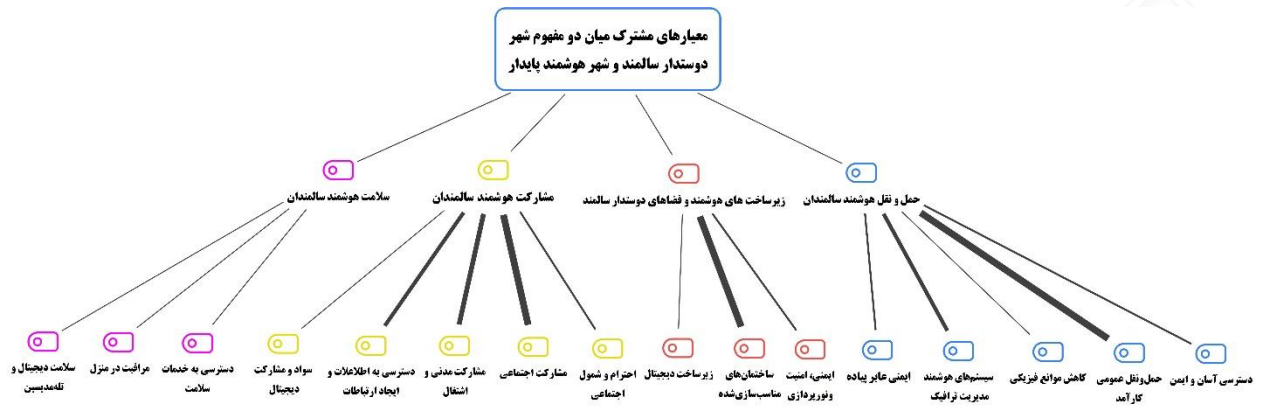 معیارهای مشترک میان دو مفهوم شهر
دوستدار سالمند و شهر هوشمند پایدار
حمل و نقل هوشمند سالمندان
زیرساخت های هوشمند و فضاهای دوستدار سالمند
مشارکت هوشمند سالمندان
سلامت هوشمند سالمندان
دسترسی آسان و ایمن
حمل‌ونقل عمومی
کارآمد
کاهش موانع فیزیکی
سیستم‌های هوشمند
مدیریت ترافیک
ایمنی عابر پیاده
ایمنی، امنیت
ونورپردازی
ساختمان‌های
مناسب‌سازی‌شده
زیرساخت دیجیتال
احترام و شمول
اجتماعی
مشارکت اجتماعی
مشارکت مدنی و
اشتغال
دسترسی به اطلاعات و
ایجاد ارتباطات
سواد و مشارکت
دیجیتال
دسترسی به خدمات
سلامت
مراقبت در منزل
سلامت دیجیتال و
تله‌مدیسین